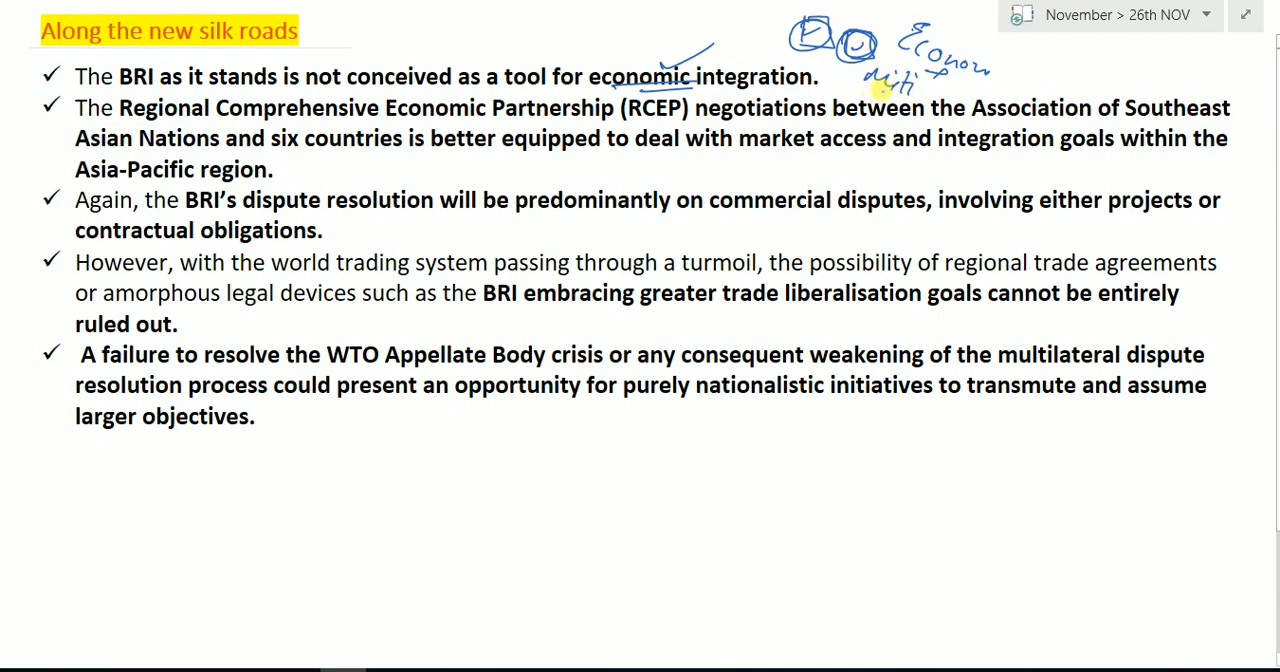 November > 26th NOV
Along the new silk roads
Econom
✓ The BRI as it stands is not conceived as a tool for economic integration.
✓ The Regional Comprehensive Economic Partnership (RCEP) negotiations between the Association of Southeast
Asian Nations and six countries is better equipped to deal with market access and integration goals within the
Asia-Pacific region.
✓ Again, the BRI’s dispute resolution will be predominantly on commercial disputes, involving either projects or
contractual obligations.
✓ However, with the world trading system passing through a turmoil, the possibility of regional trade agreements
or amorphous legal devices such as the BRI embracing greater trade liberalisation goals cannot be entirely
ruled out.
✓ A failure to resolve the WTO Appellate Body crisis or any consequent weakening of the multilateral dispute
resolution process could present an opportunity for purely nationalistic initiatives to transmute and assume
larger objectives.